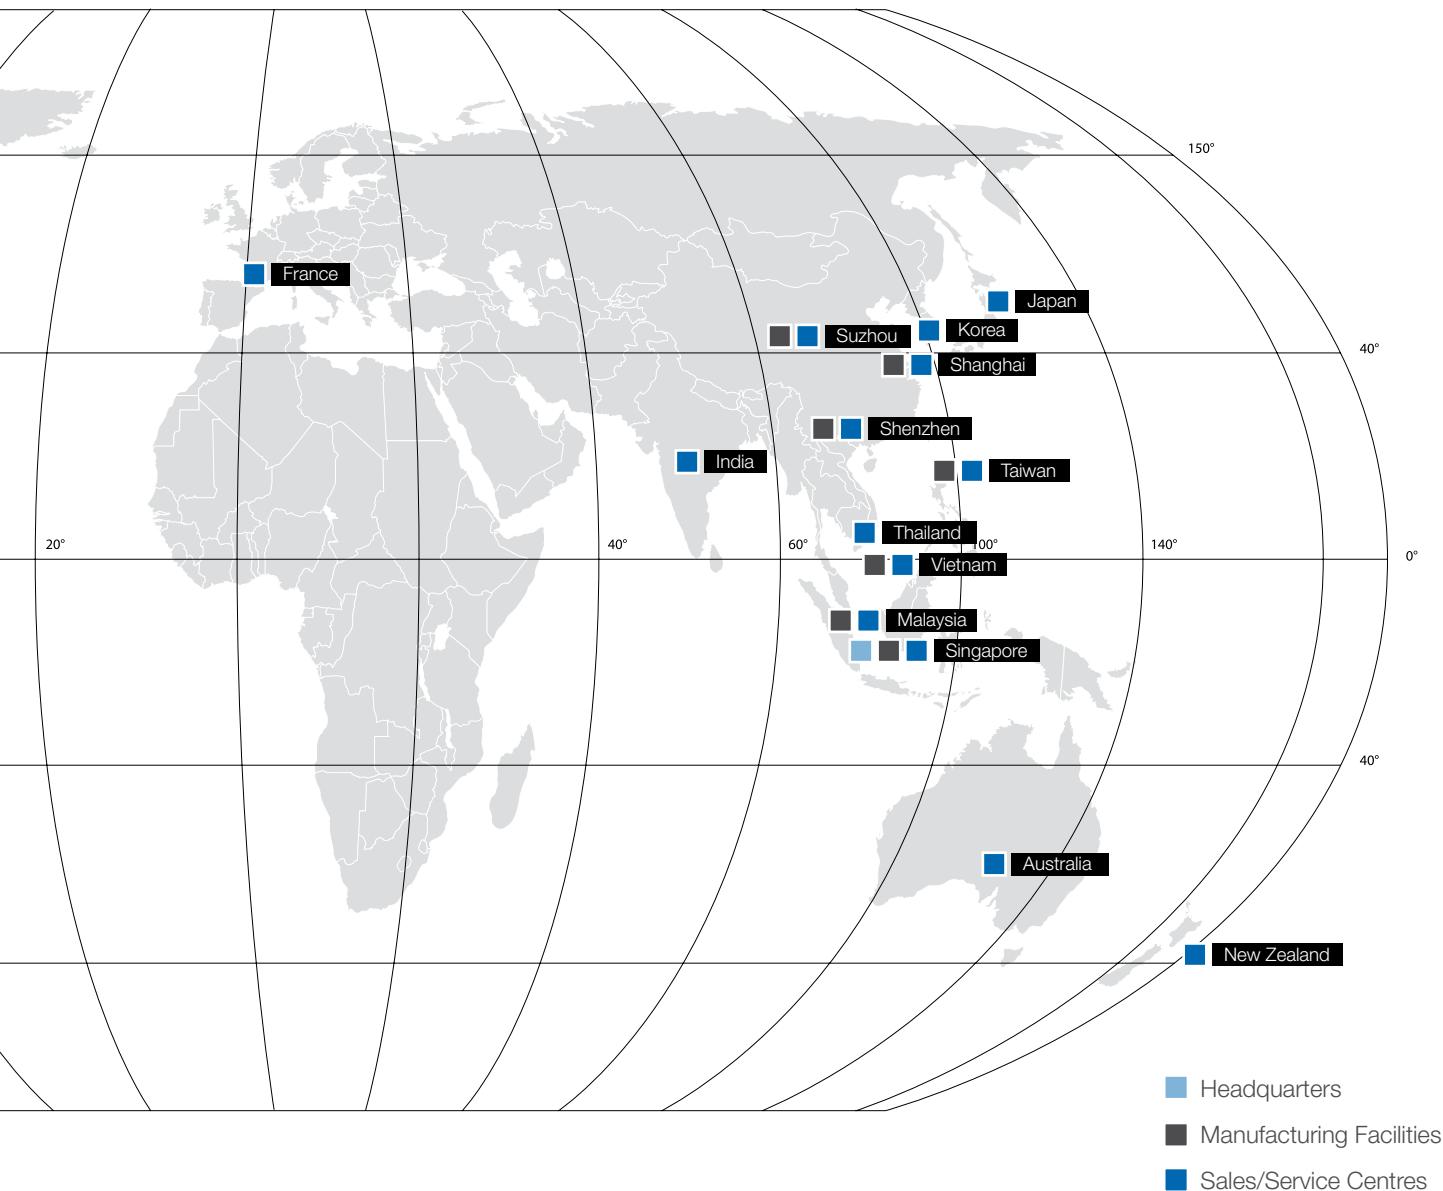 150°
France
Japan
Korea
Suzhou
40°
Shanghai
Shenzhen
India
Taiwan
Thailand
20°
40°
60°
100°
140°
0°
Vietnam
Malaysia
Singapore
40°
Australia
New Zealand
Headquarters
Manufacturing Facilities
Sales/Service Centres